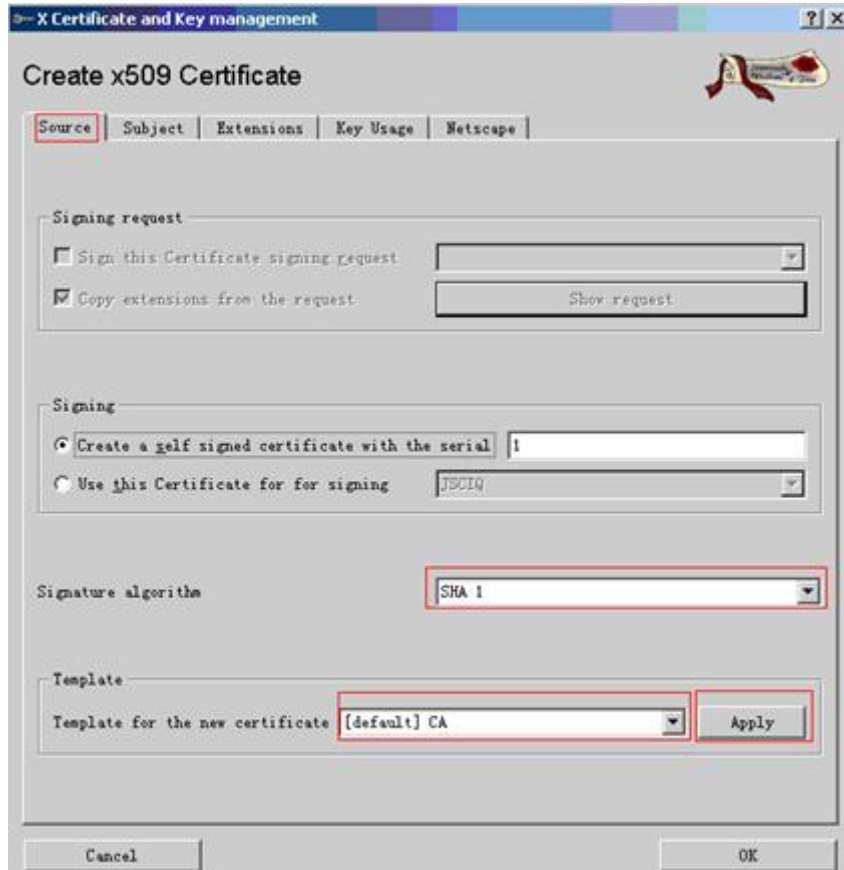 X Certificate and Key management
Create x509 Certificate
Source Subject Extensions Key Usage Netscape
Signing request
Sign this Certificate signing request
Copy extensions from the request Show request
Signing
Create a self signed certificate with the serial 1
Use this Certificate for for signing JSCIQ
Signature algorithm SHA 1
Template
Template for the new certificate [default] CA Apply
Cancel OK